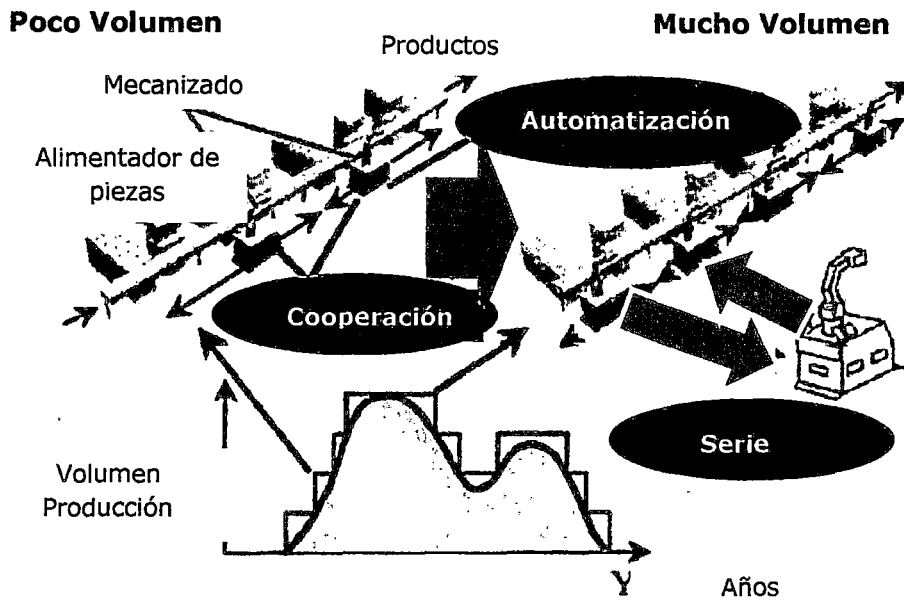 Poco Volumen
Mucho Volumen
Productos
Mecanizado
Automatización
Alimentador de
piezas
Cooperación
Serie
Volumen
Producción
Y
Años